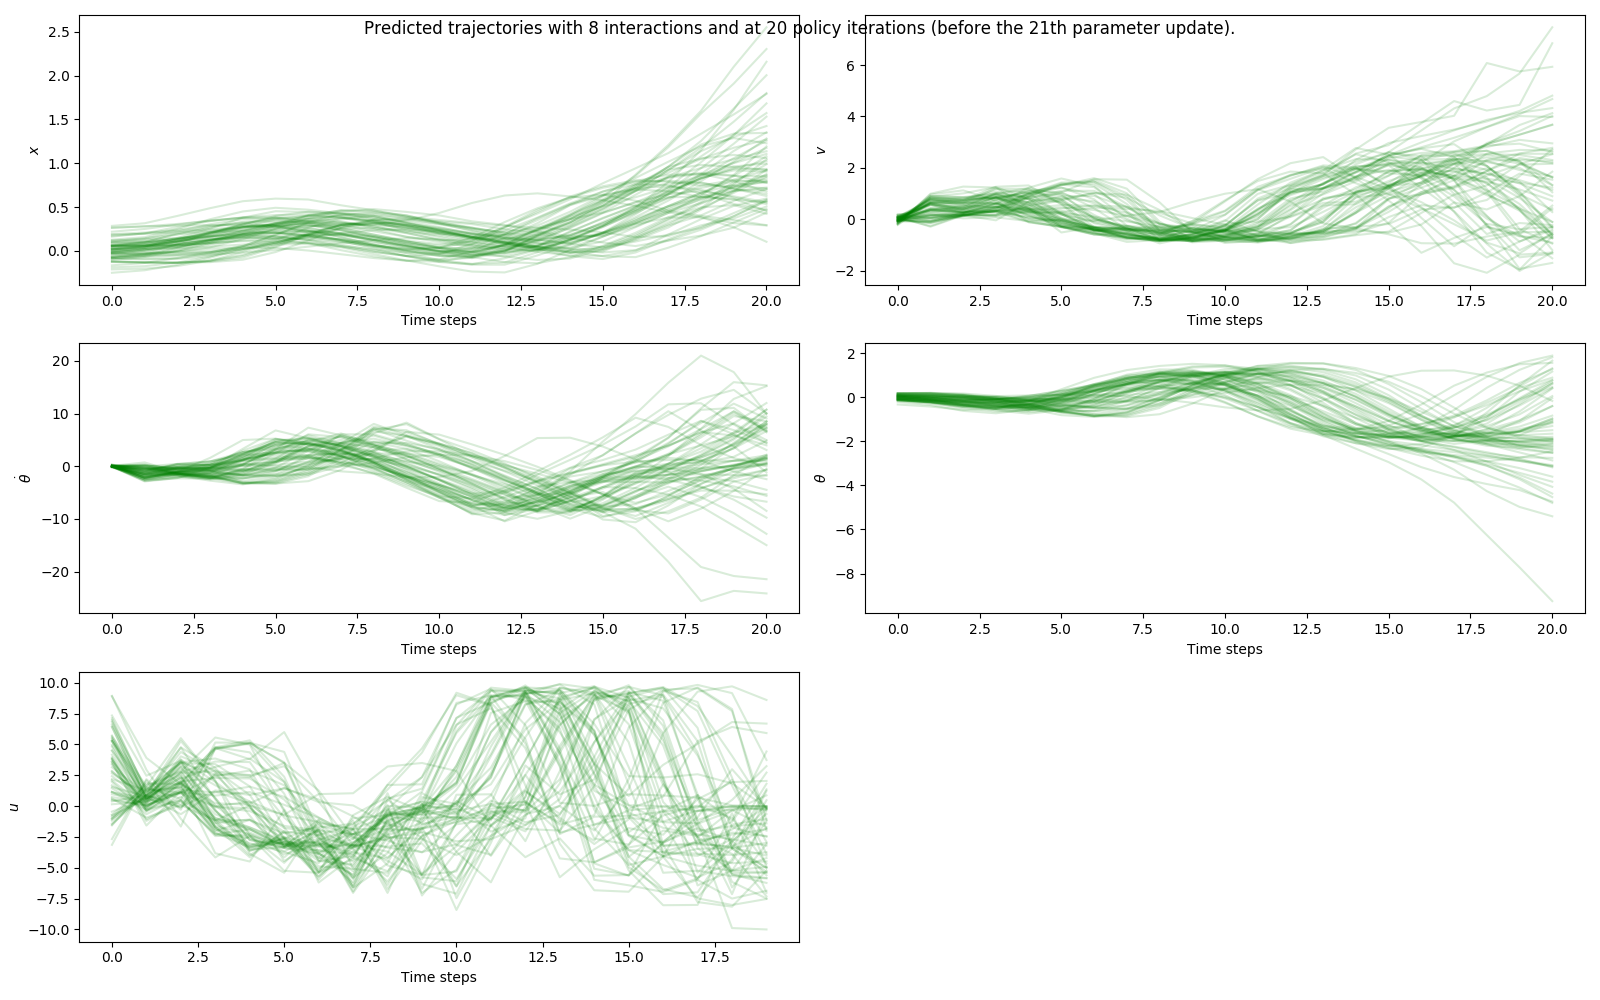 Predicted trajectories with 8 interactions and at 20 policy iterations (before the 21th parameter update).
2.5
2.0
1.5
1.0
0.5
0.0
x
0.0 2.5 5.0 7.5 10.0 12.5 15.0 17.5 20.0
Time steps
6
4
2
0
−2
v
0.0 2.5 5.0 7.5 10.0 12.5 15.0 17.5 20.0
Time steps
20
10
0
−10
−20
θ̇
0.0 2.5 5.0 7.5 10.0 12.5 15.0 17.5 20.0
Time steps
2
0
−2
−4
−6
−8
θ
0.0 2.5 5.0 7.5 10.0 12.5 15.0 17.5 20.0
Time steps
10.0
7.5
5.0
2.5
0.0
−2.5
−5.0
−7.5
−10.0
u
0.0 2.5 5.0 7.5 10.0 12.5 15.0 17.5
Time steps